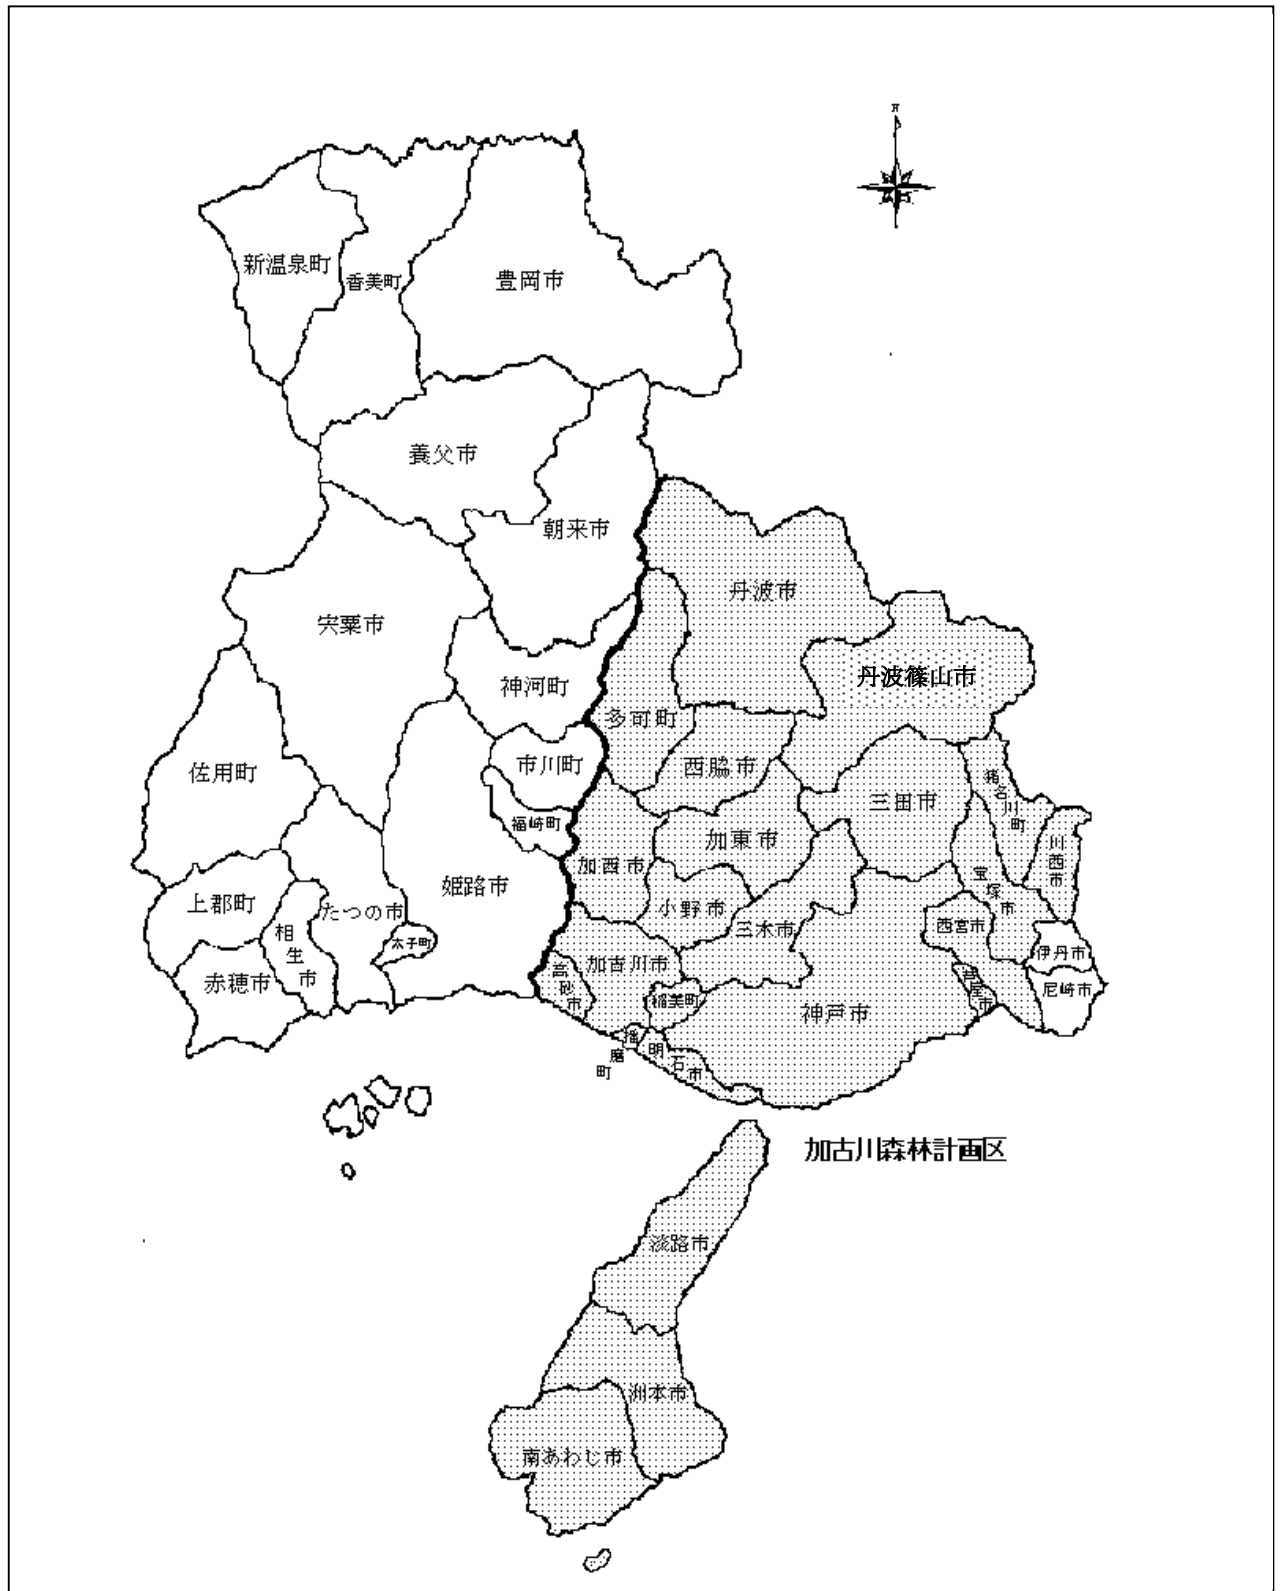 N
新温泉町
香美町
豊岡市
養父市
朝来市
丹波市
宍粟市
丹波篠山市
神河町
多可町
市川町
西脇市
佐用町
猪名川町
三田市
福崎町
加東市
川西市
加西市
姫路市
宝塚市
上郡町
たつの市
小野市
西宮市
三木市
相生市
太子町
伊丹市
加古川市
赤穂市
高砂市
芦屋市
尼崎市
稲美町
神戸市
播磨町
明石市
加古川森林計画区
淡路市
洲本市
南あわじ市